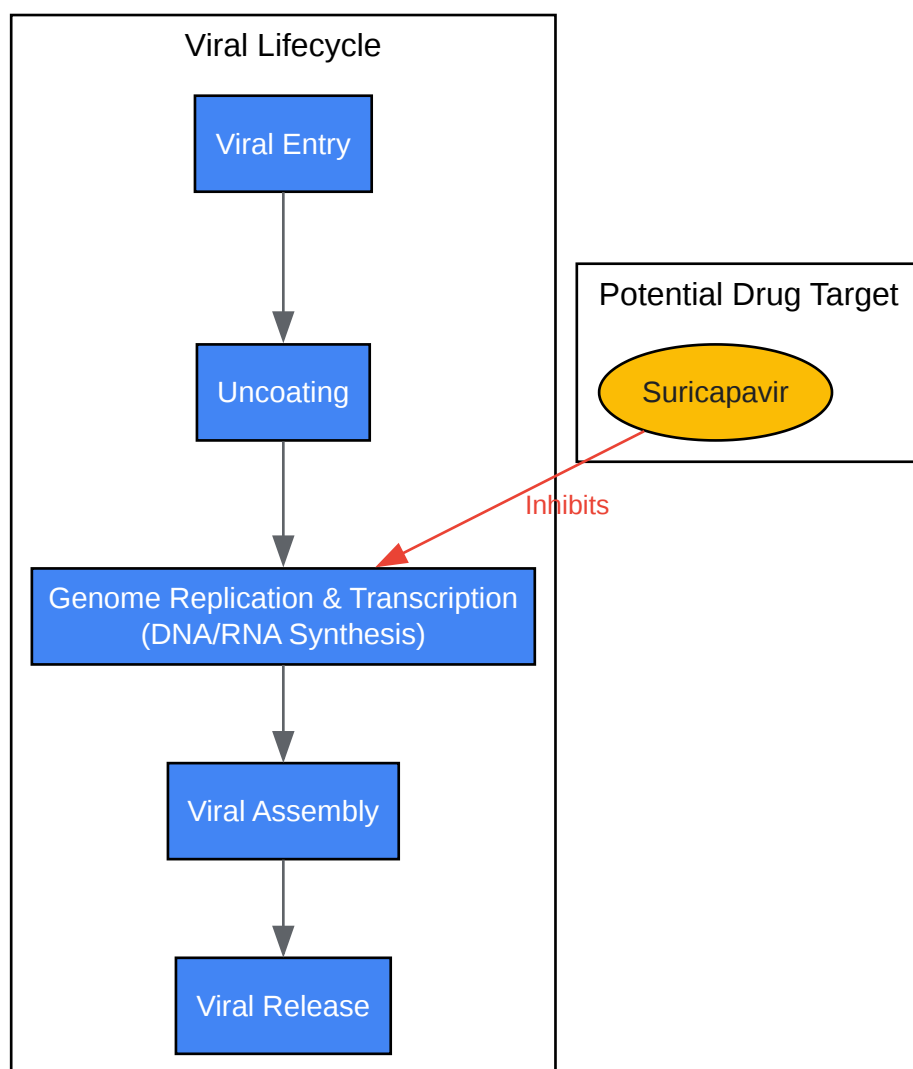 Viral Lifecycle
Viral Entry
Uncoating
Potential Drug Target
Suricapavir
Inhibits
Genome Replication & Transcription
(DNA/RNA Synthesis)
Viral Assembly
Viral Release